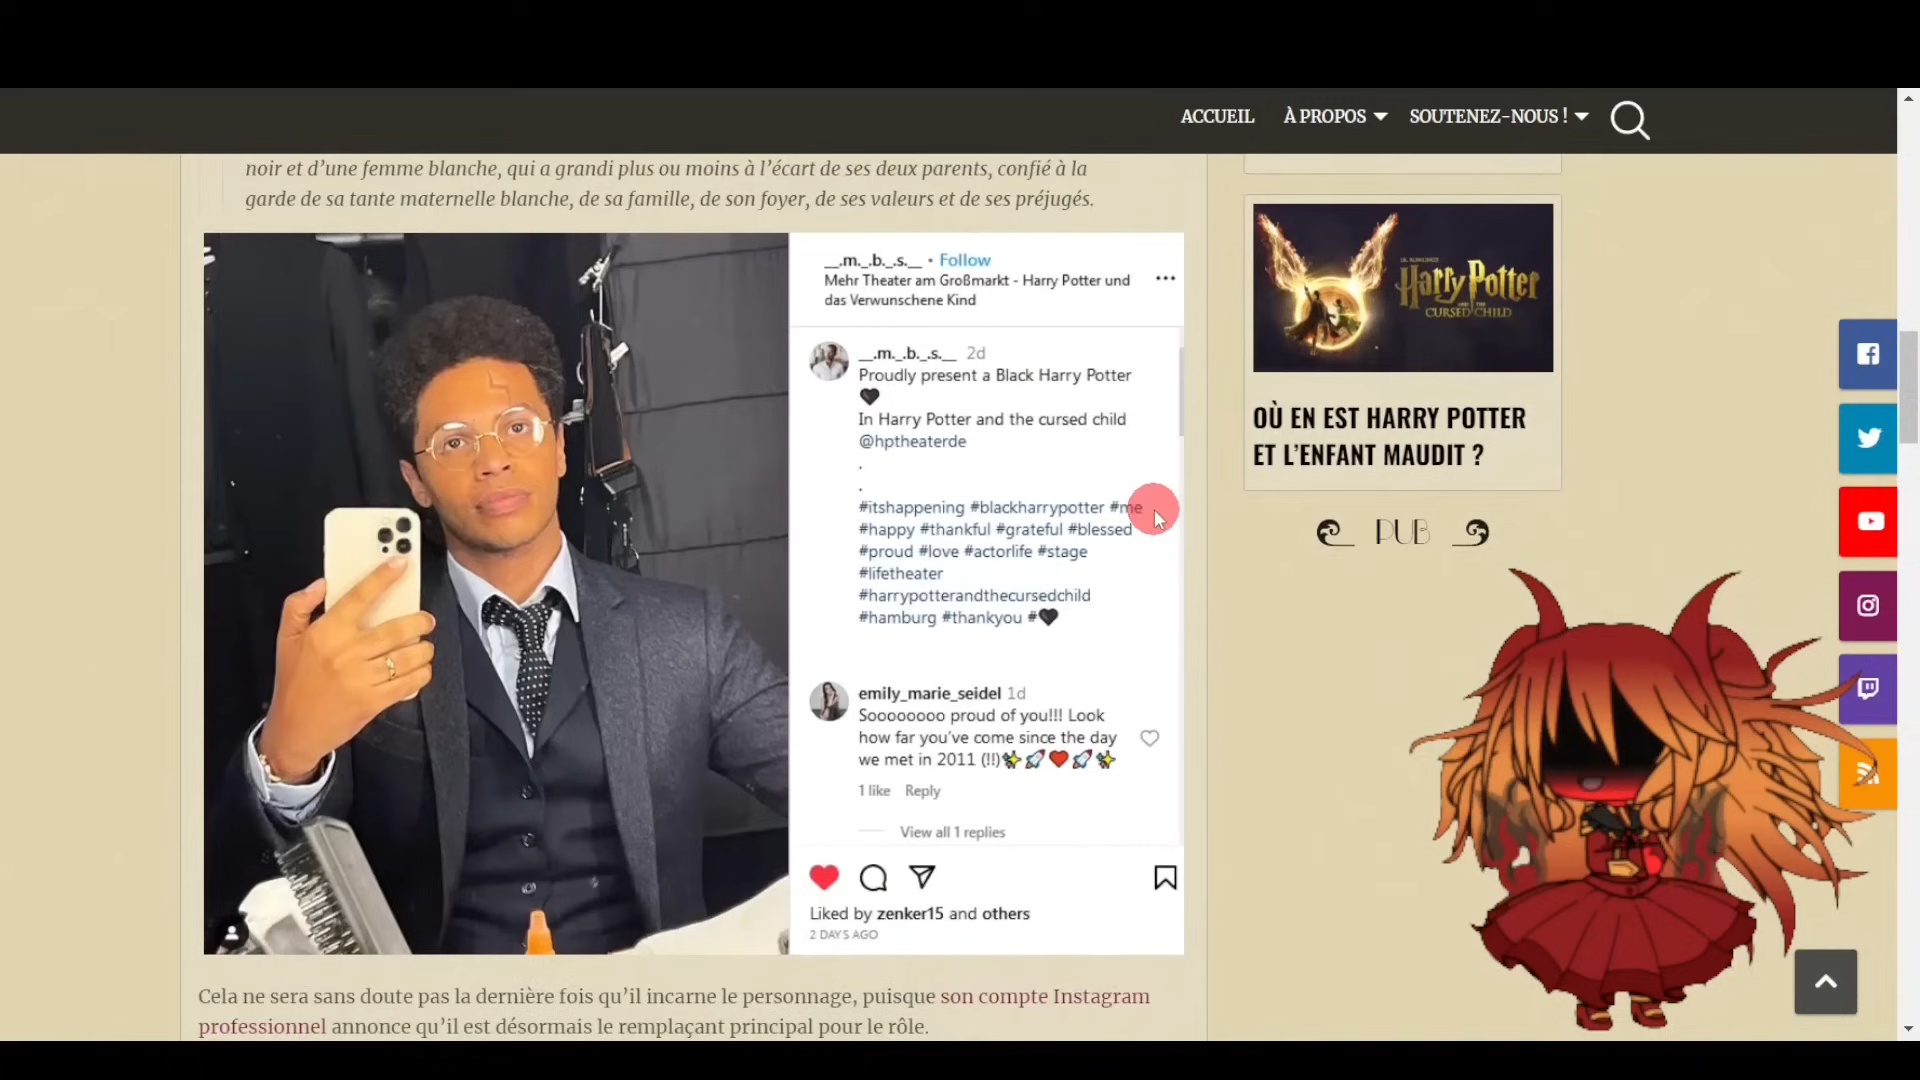 ACCUEIL À PROPOS SOUTENEZ-NOUS !
noir et d'une femme blanche, qui a grandi plus ou moins à l'écart de ses deux parents, confié à la
garde de sa tante maternelle blanche, de sa famille, de son foyer, de ses valeurs et de ses préjugés.
__.m._.b._.s.__ • Follow
Mehr Theater am Großmarkt - Harry Potter und
das Verwunschene Kind
__.m._.b._.s.__ 2d
Proudly present a Black Harry Potter
🖤
In Harry Potter and the cursed child
@hptheaterde
.
.
#itshappening #blackharrypotter #me
#happy #thankful #grateful #blessed
#proud #love #actorlife #stage
#lifetheater
#harrypotterandthecursedchild
#hamburg #thankyou #🖤
emily_marie_seidel 1d
Soooooooo proud of you!!! Look
how far you've come since the day
we met in 2011 (!!)✨🚀❤️🚀✨
1 like Reply
View all 1 replies
Liked by zenker15 and others
2 DAYS AGO
Cela ne sera sans doute pas la dernière fois qu'il incarne le personnage, puisque son compte Instagram
professionnel annonce qu'il est désormais le remplaçant principal pour le rôle.
Harry Potter
AND THE
CURSED CHILD
OÙ EN EST HARRY POTTER
ET L'ENFANT MAUDIT ?
PUB